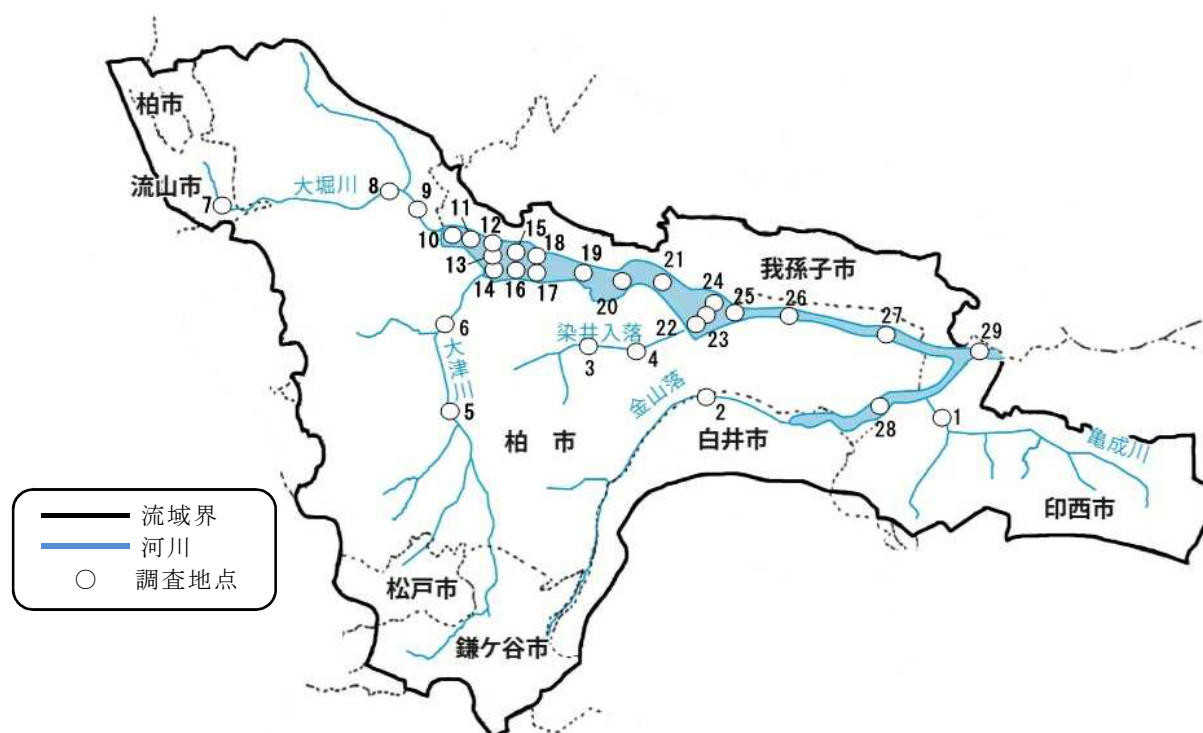 柏市
流山市
7
大堀川
8
9
10
11
12
13
14
15
16
17
18
19
20
21
22
23
24
25
26
27
28
29
我孫子市
染井入落
3
4
6
大津川
5
金山落
2
柏 市
白井市
1
亀成川
印西市
松戸市
鎌ケ谷市
流域界
河川
調査地点